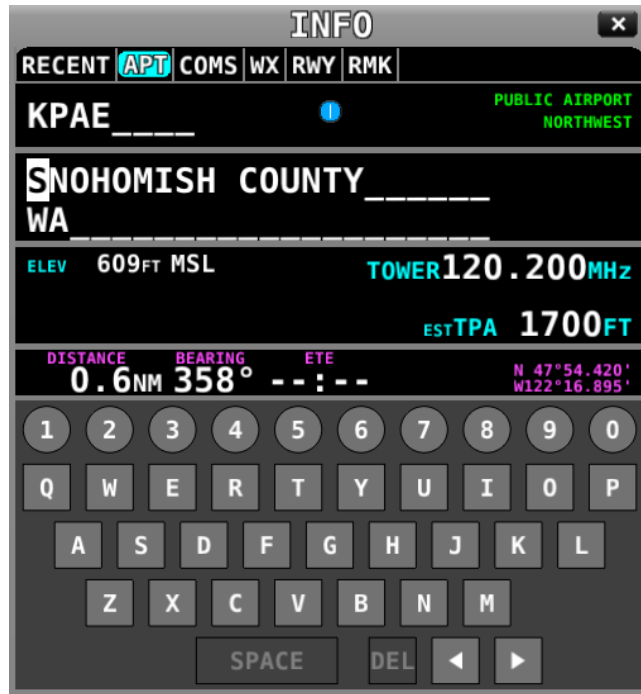 INFO
RECENT APT COMS WX RWY RMK
KPAE____
PUBLIC AIRPORT
NORTHWEST
SNOHOMISH COUNTY______
WA____________________
ELEV 609FT MSL
TOWER120.200MHz
ESTTPA 1700FT
DISTANCE BEARING ETE
0.6NM 358° --:--
N 47°54.420'
W122°16.895'
1 2 3 4 5 6 7 8 9 0
Q W E R T Y U I O P
A S D F G H J K L
Z X C V B N M
SPACE DEL